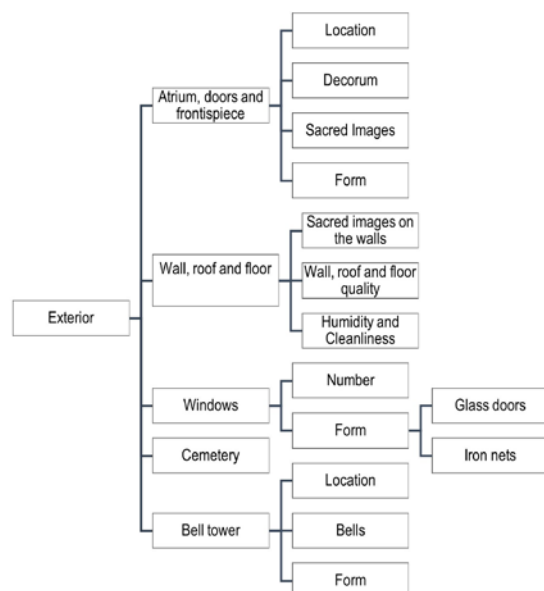 Exterior
Atrium, doors and
frontispiece
Location
Decorum
Sacred Images
Form
Wall, roof and floor
Sacred images on
the walls
Wall, roof and floor
quality
Humidity and
Cleanliness
Windows
Number
Form
Glass doors
Iron nets
Cemetery
Bell tower
Location
Bells
Form